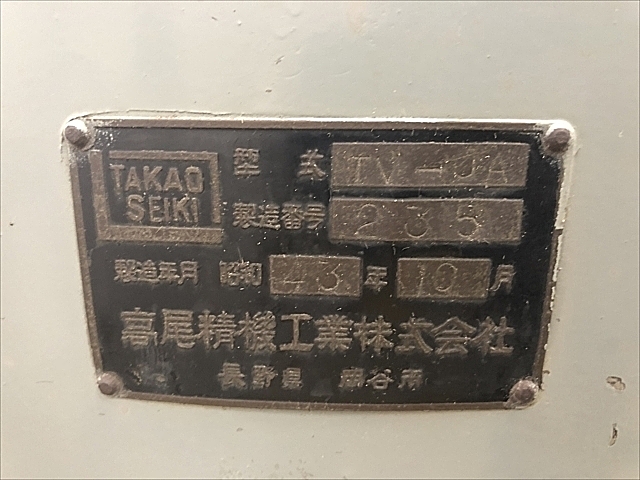 TAKAO
SEIKI
型 式 TV-JA
製造番号 235
製造年月 昭和 43 年 10 月
高尾精機工業株式会社
長野県 岡谷市